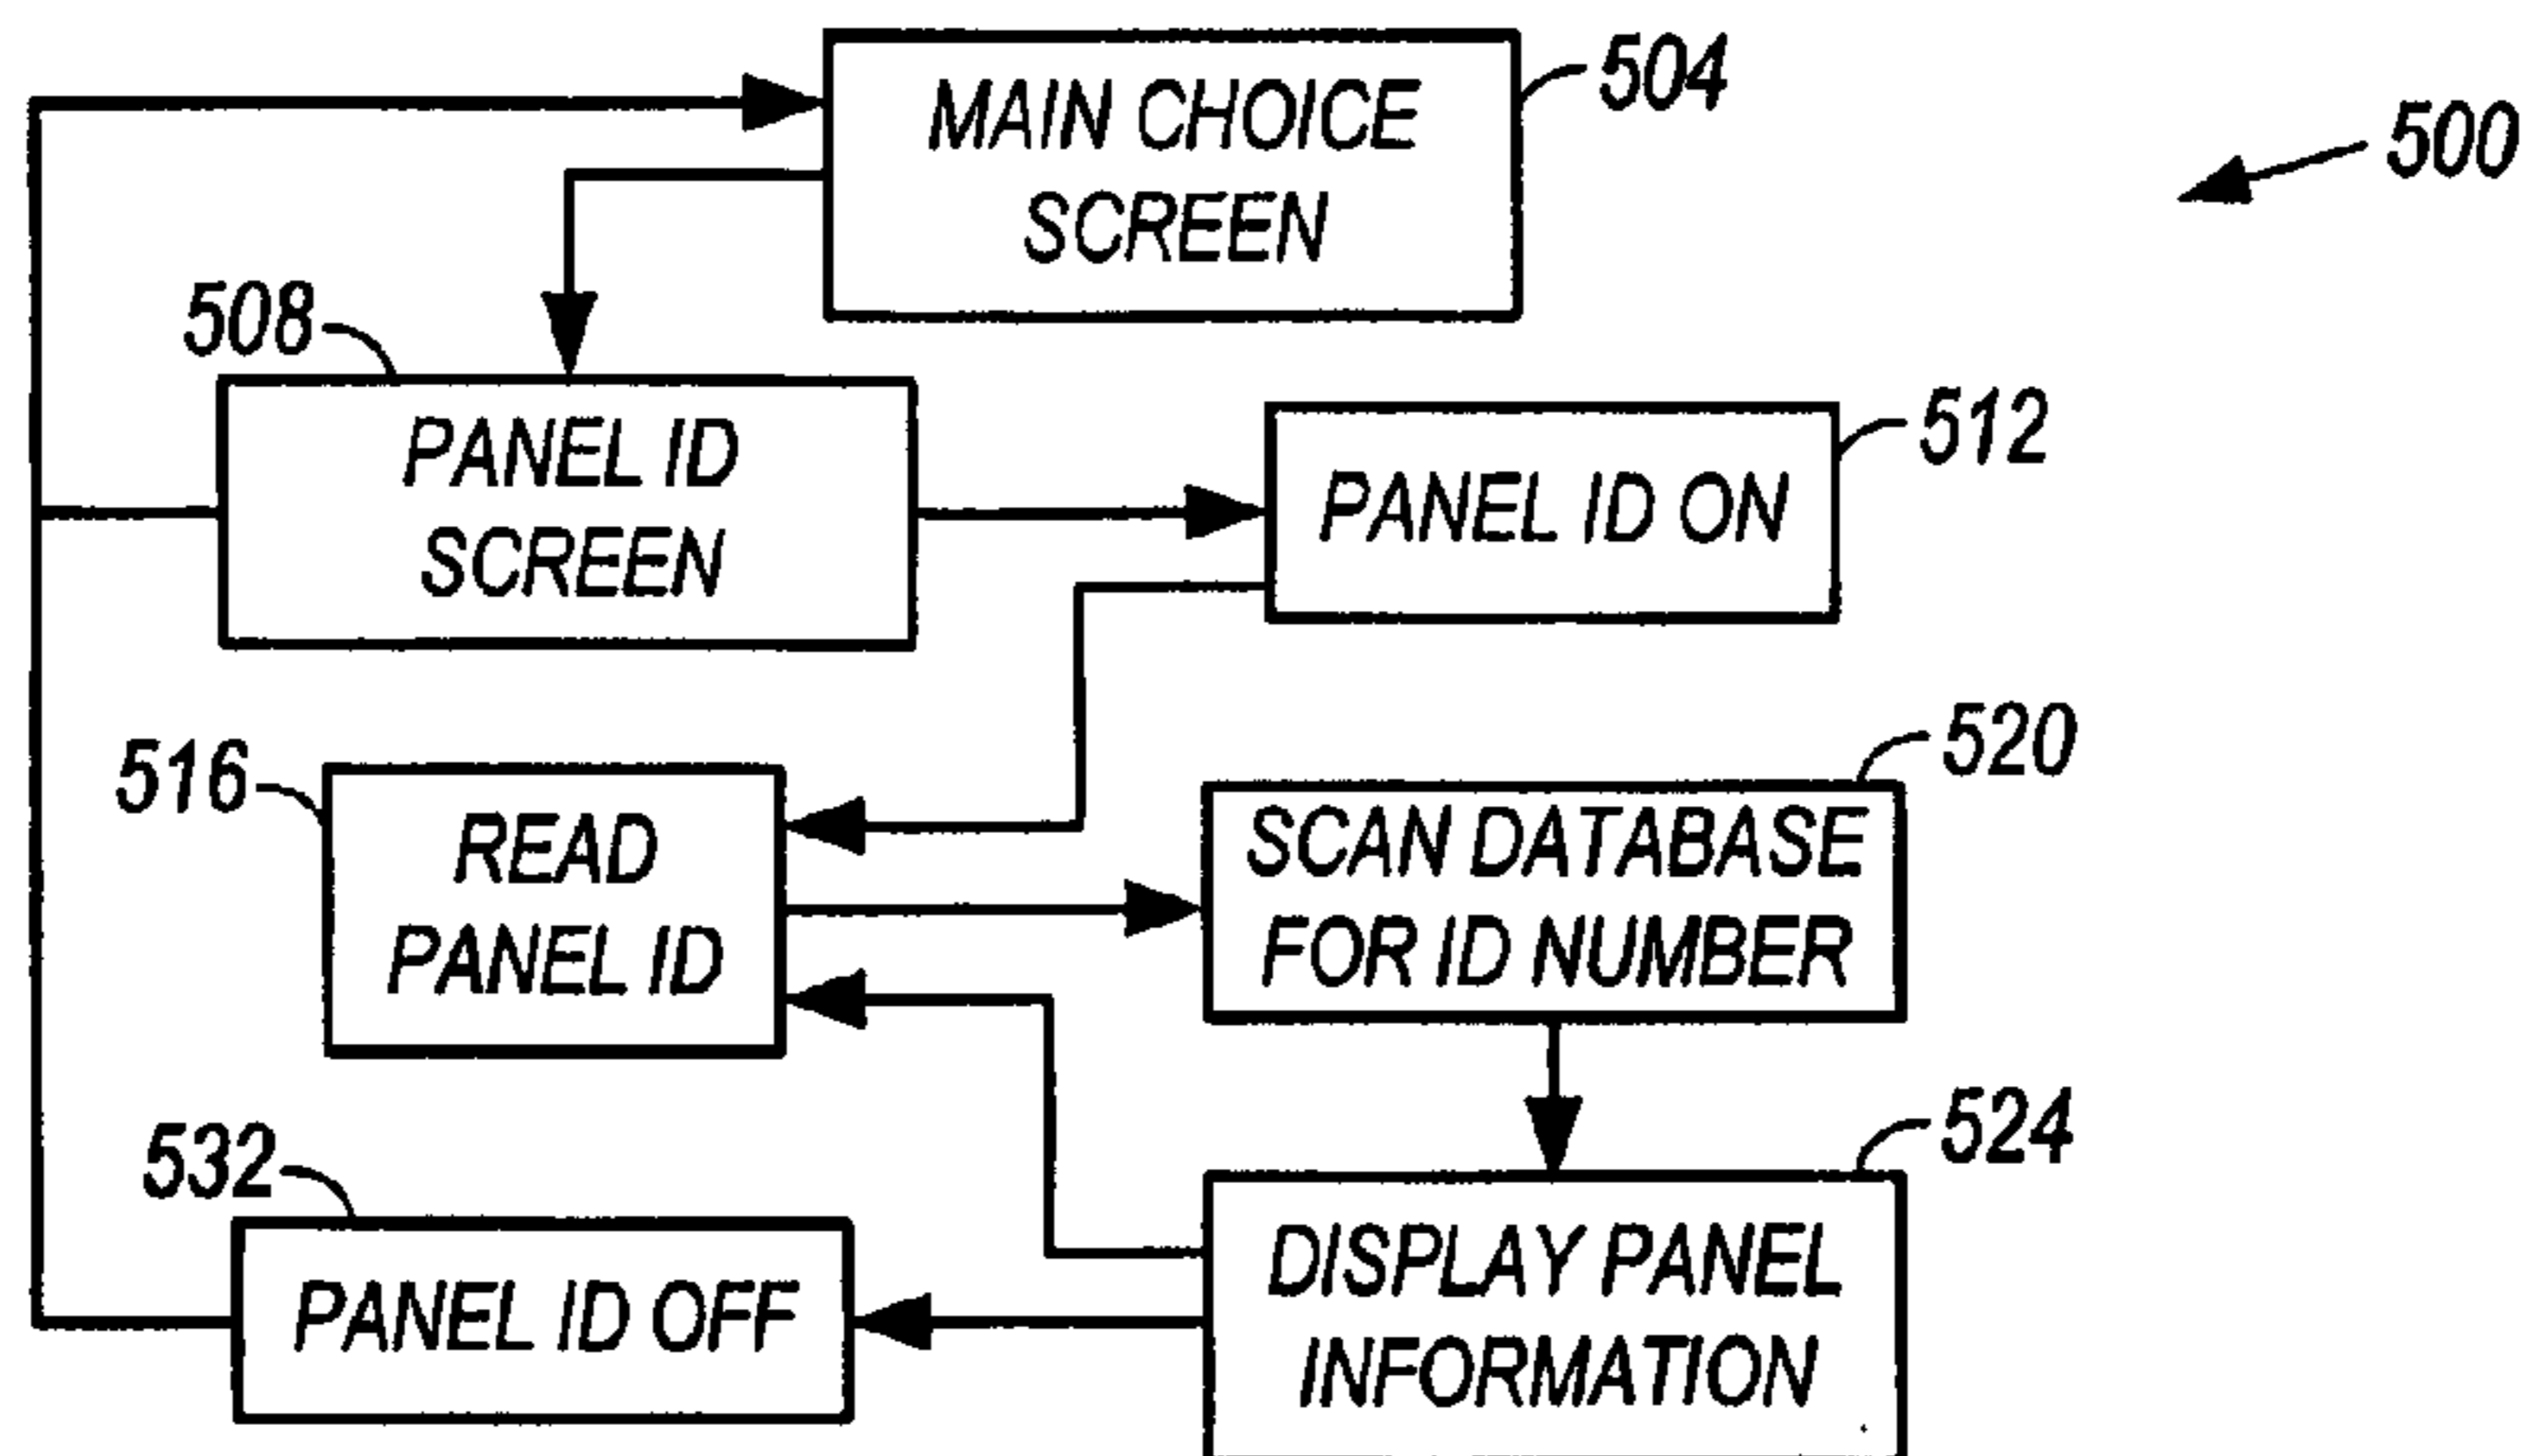 MAIN CHOICE
SCREEN
504
500
508
PANEL ID
SCREEN
512
PANEL ID ON
516
READ
PANEL ID
520
SCAN DATABASE
FOR ID NUMBER
532
PANEL ID OFF
524
DISPLAY PANEL
INFORMATION